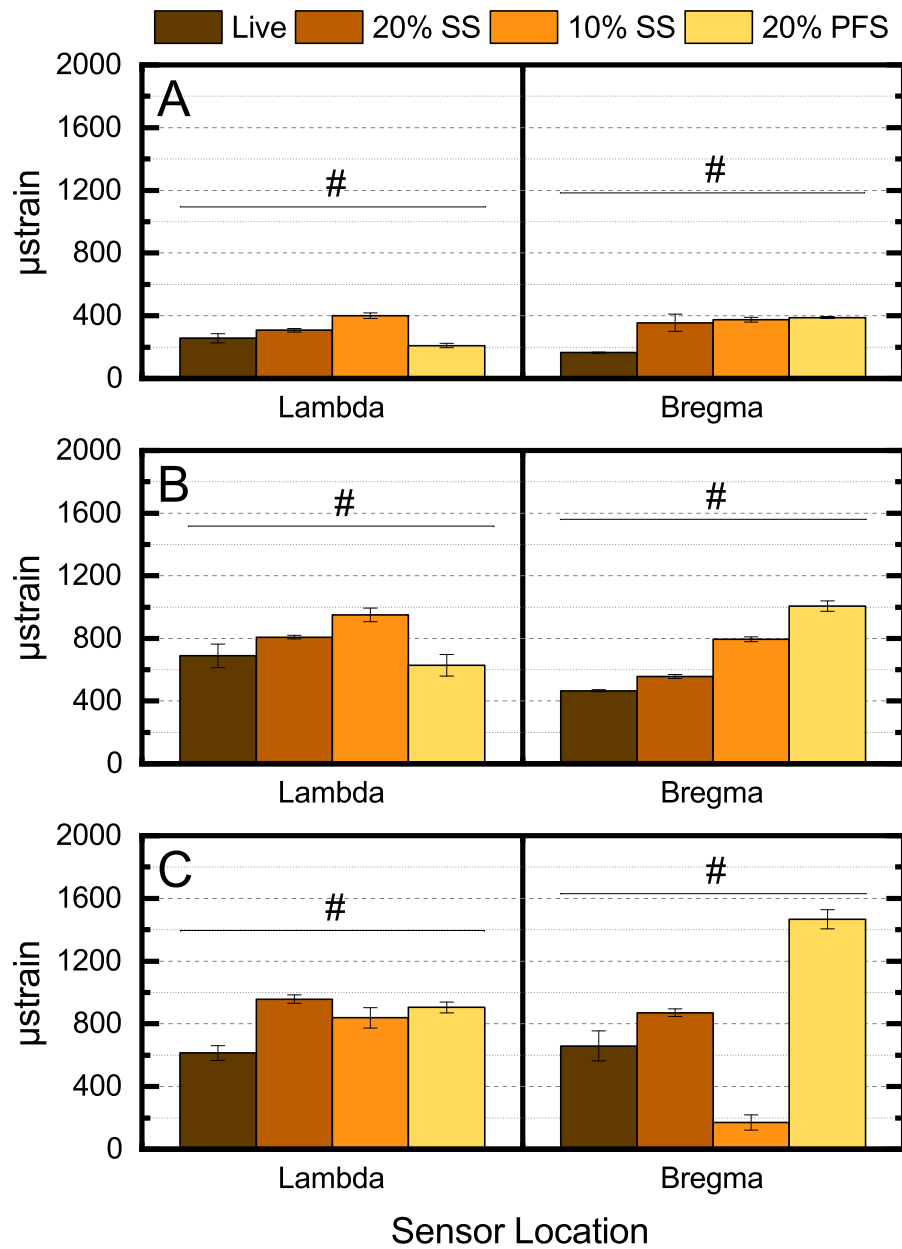 Live 20% SS 10% SS 20% PFS
A
2000
1600
1200
800
400
0
µstrain
# #
Lambda Bregma
B
2000
1600
1200
800
400
0
µstrain
# #
Lambda Bregma
C
2000
1600
1200
800
400
0
µstrain
# #
Lambda Bregma
Sensor Location